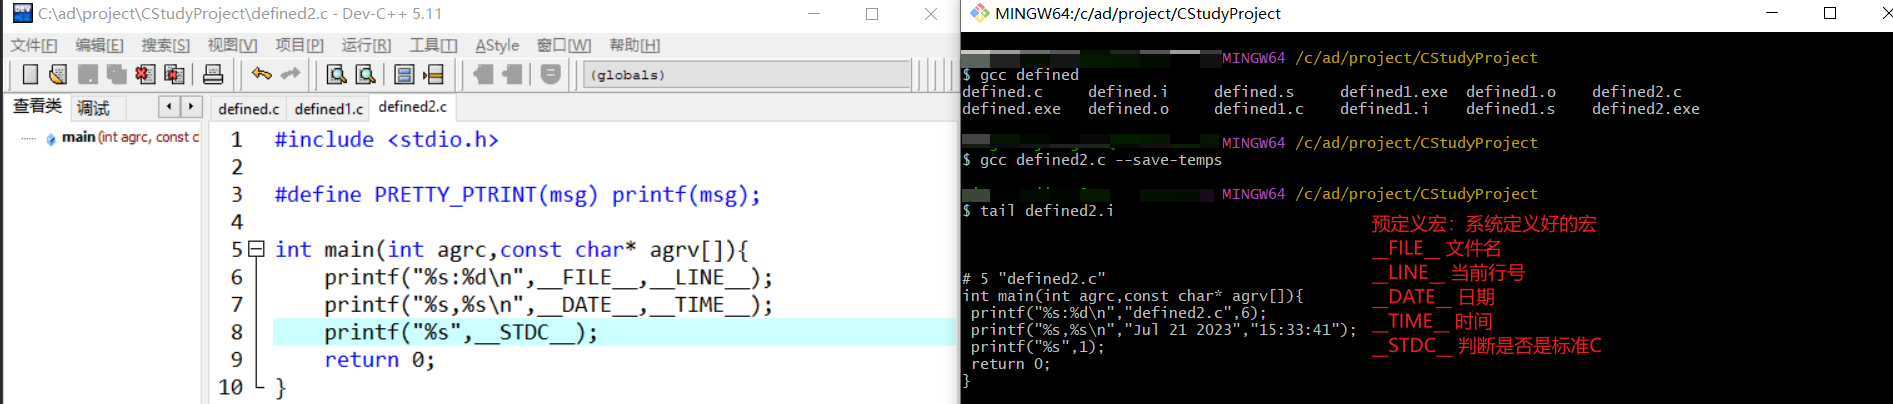 C:\ad\project\CStudyProject\defined2.c - Dev-C++ 5.11
文件[F] 编辑[E] 搜索[S] 视图[V] 项目[P] 运行[R] 工具[T] AStyle 窗口[W] 帮助[H]
(globals)
查看类 调试
main (int agrc, const c
defined.c defined1.c defined2.c
1 #include <stdio.h>
2
3 #define PRETTY_PTRINT(msg) printf(msg);
4
5 int main(int agrc,const char* agrv[]){
6 printf("%s:%d\n",__FILE__,__LINE__);
7 printf("%s,%s\n",__DATE__,__TIME__);
8 printf("%s",__STDC__);
9 return 0;
10 }
MINGW64:/c/ad/project/CStudyProject
MINGW64 /c/ad/project/CStudyProject
$ gcc defined
defined.c defined.i defined.s defined1.exe defined1.o defined2.c
defined.exe defined.o defined1.c defined1.i defined1.s defined2.exe
MINGW64 /c/ad/project/CStudyProject
$ gcc defined2.c --save-temps
MINGW64 /c/ad/project/CStudyProject
$ tail defined2.i
# 5 "defined2.c"
int main(int agrc,const char* agrv[]){
printf("%s:%d\n","defined2.c",6);
printf("%s,%s\n","Jul 21 2023","15:33:41");
printf("%s",1);
return 0;
}
预定义宏：系统定义好的宏
__FILE__ 文件名
__LINE__ 当前行号
__DATE__ 日期
__TIME__ 时间
__STDC__ 判断是否是标准C